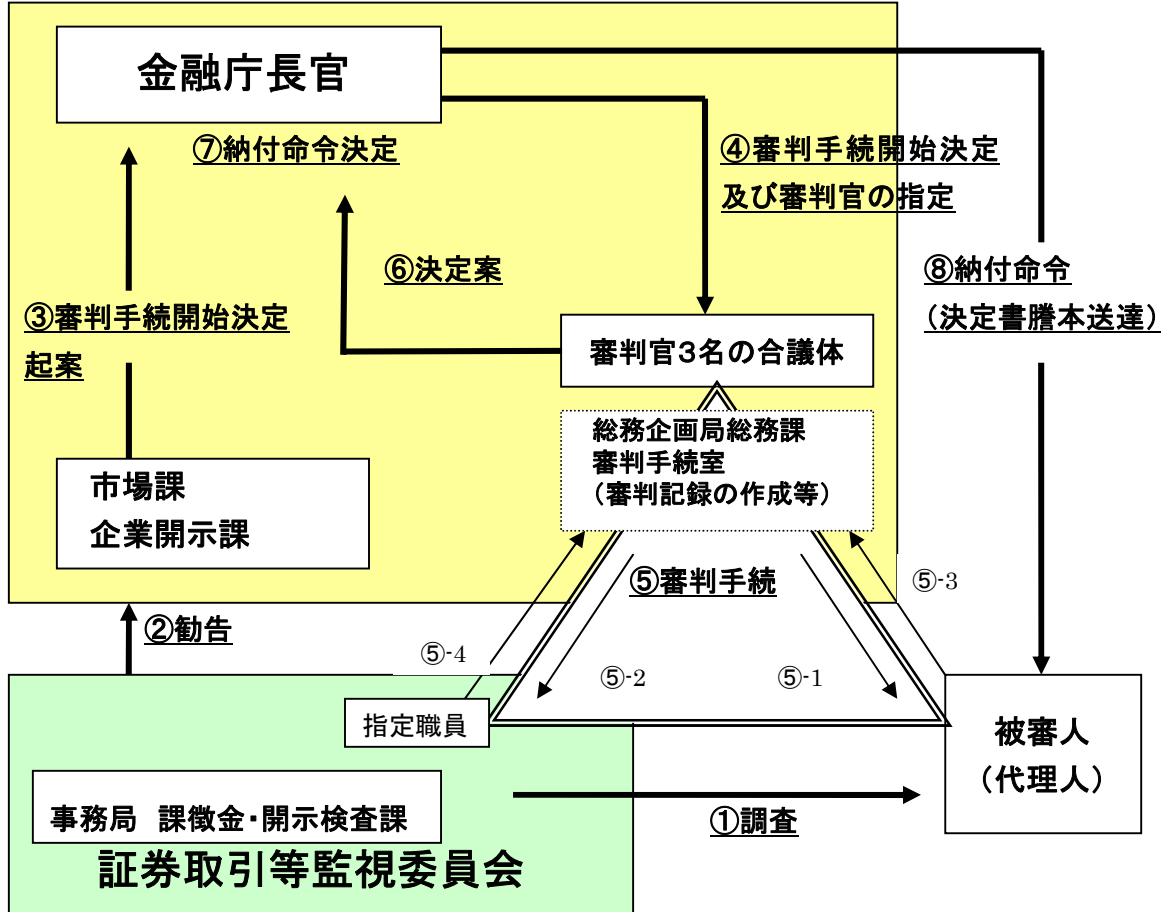 金融庁長官
⑦納付命令決定
④審判手続開始決定
及び審判官の指定
⑥決定案
⑧納付命令
（決定書謄本送達）
③審判手続開始決定
起案
審判官３名の合議体
総務企画局総務課
審判手続室
（審判記録の作成等）
市場課
企業開示課
⑤審判手続
⑤-3
②勧告
⑤-4
⑤-2
⑤-1
指定職員
被審人
（代理人）
事務局　課徴金・開示検査課
①調査
証券取引等監視委員会